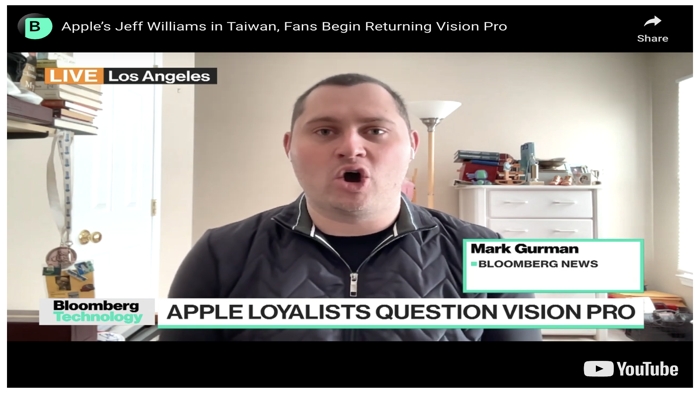 B Apple's Jeff Williams in Taiwan, Fans Begin Returning Vision Pro
Share
LIVE Los Angeles
Mark Gurman
BLOOMBERG NEWS
Bloomberg
Technology
APPLE LOYALISTS QUESTION VISION PRO
YouTube